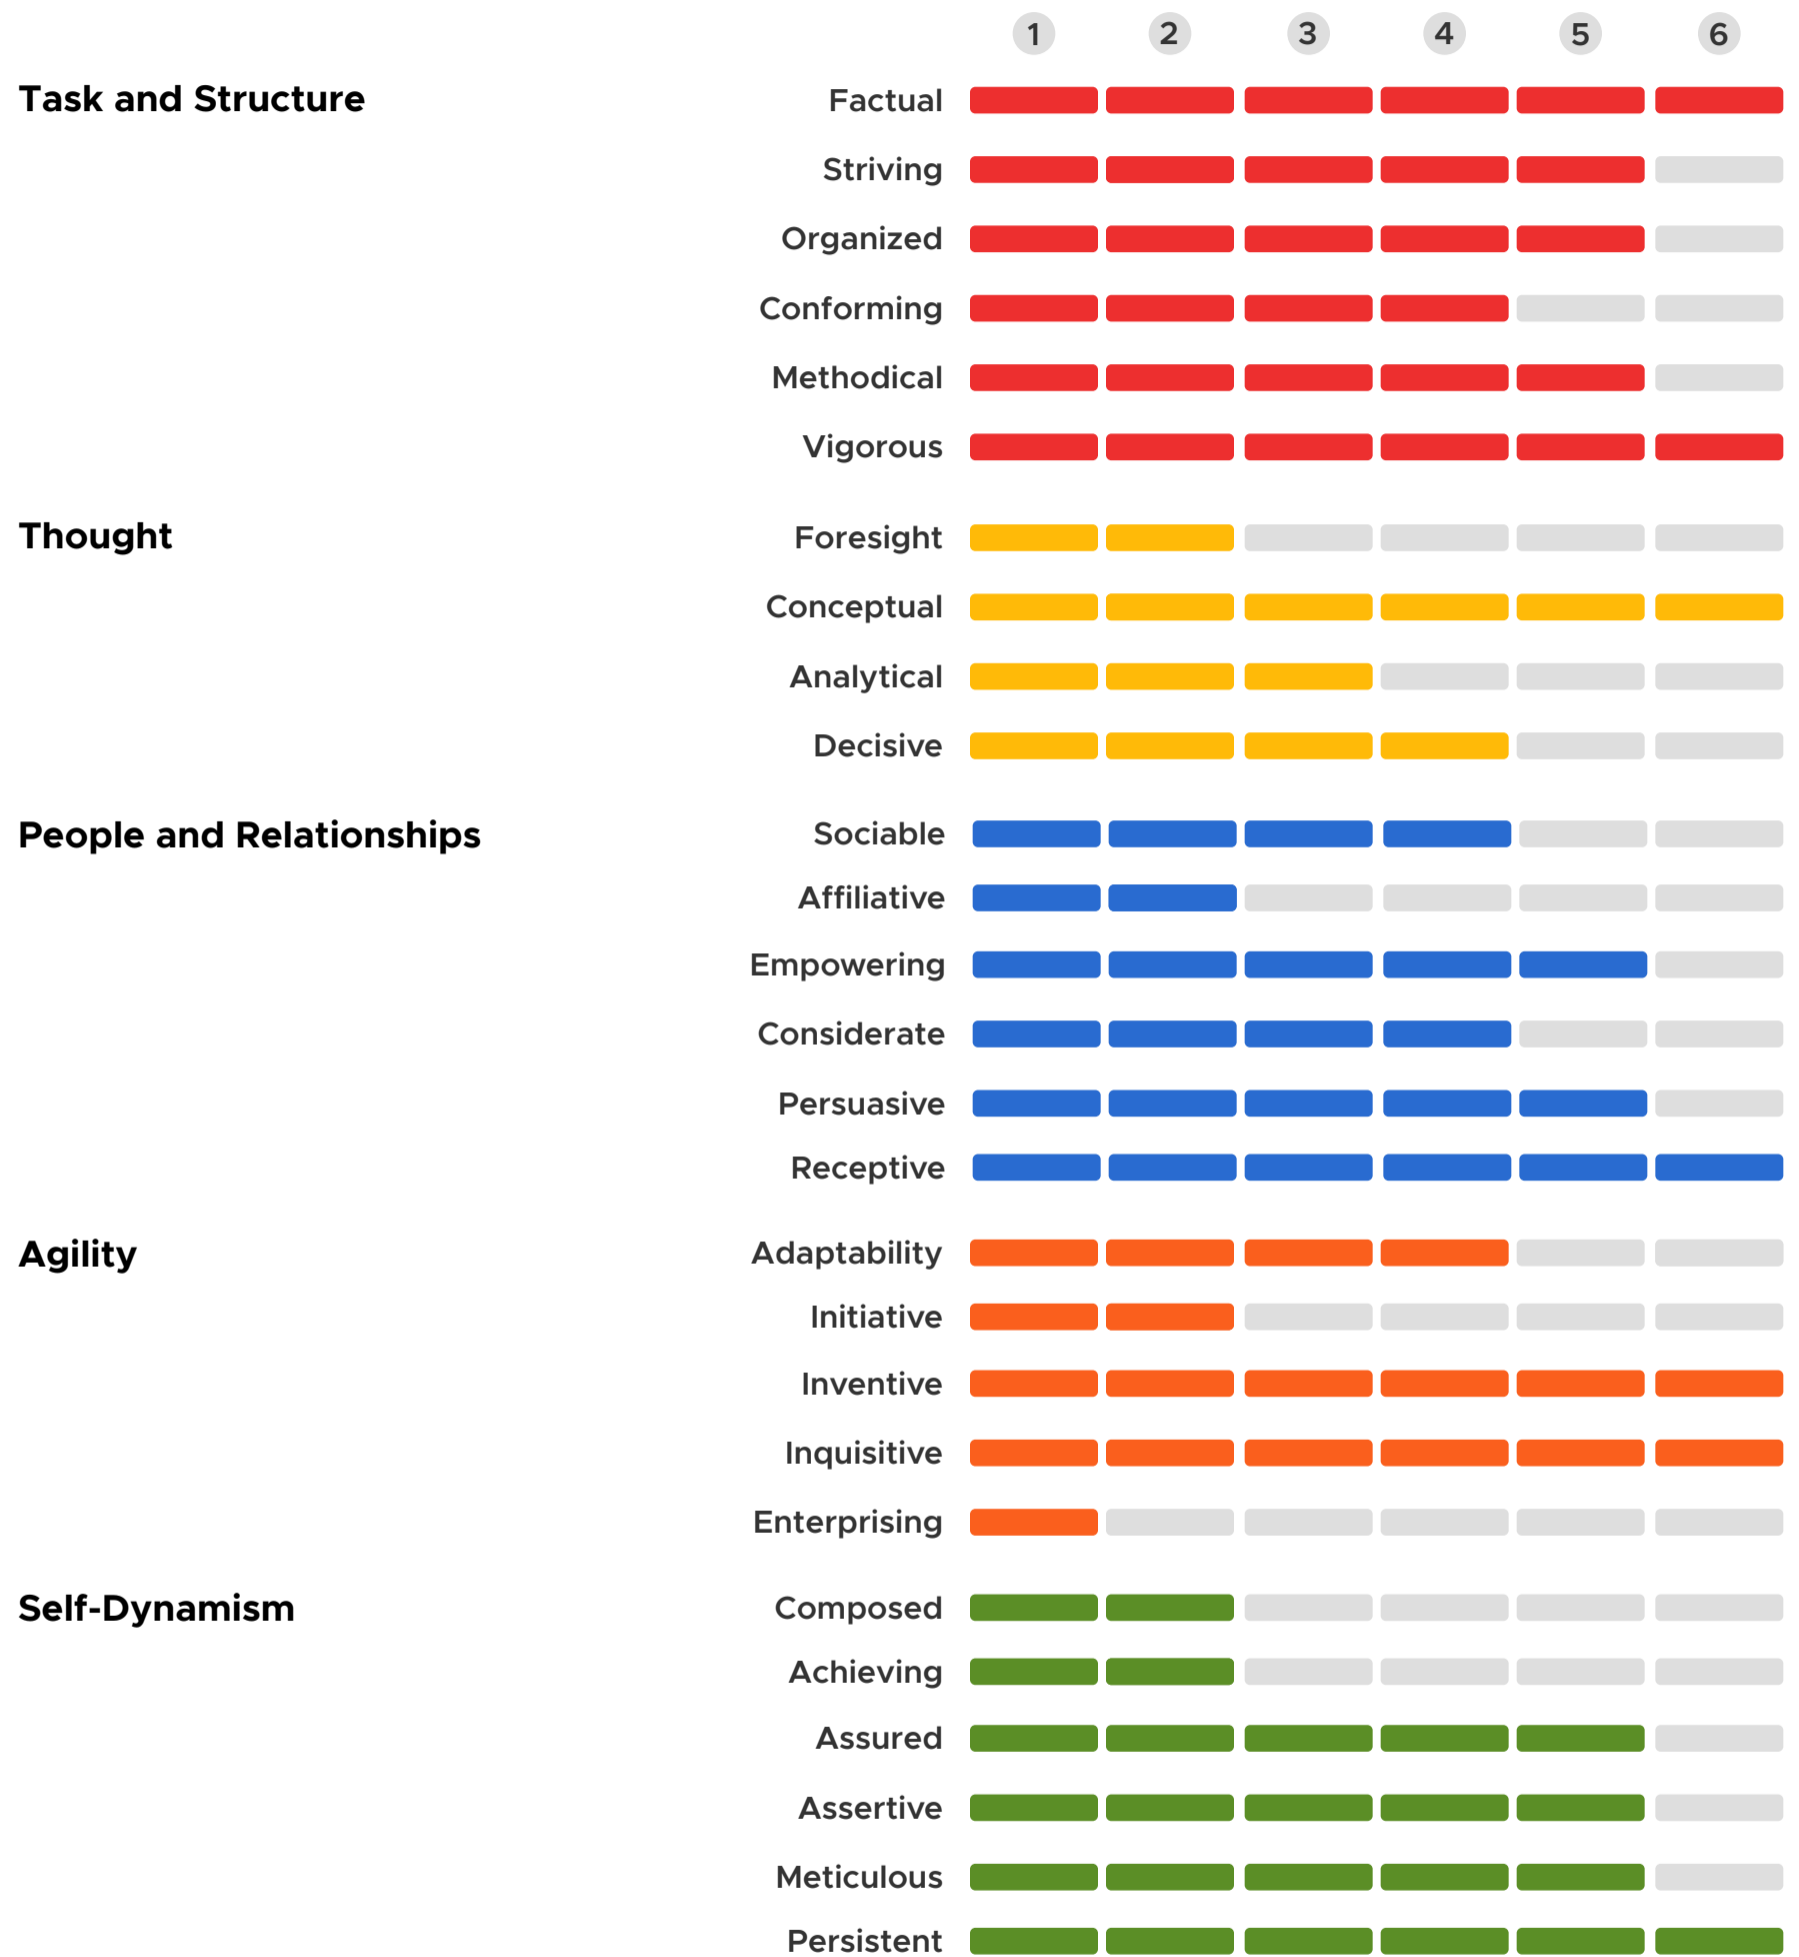 1 2 3 4 5 6
Task and Structure Factual
Striving
Organized
Conforming
Methodical
Vigorous
Thought Foresight
Conceptual
Analytical
Decisive
People and Relationships Sociable
Affiliative
Empowering
Considerate
Persuasive
Receptive
Agility Adaptability
Initiative
Inventive
Inquisitive
Enterprising
Self-Dynamism Composed
Achieving
Assured
Assertive
Meticulous
Persistent